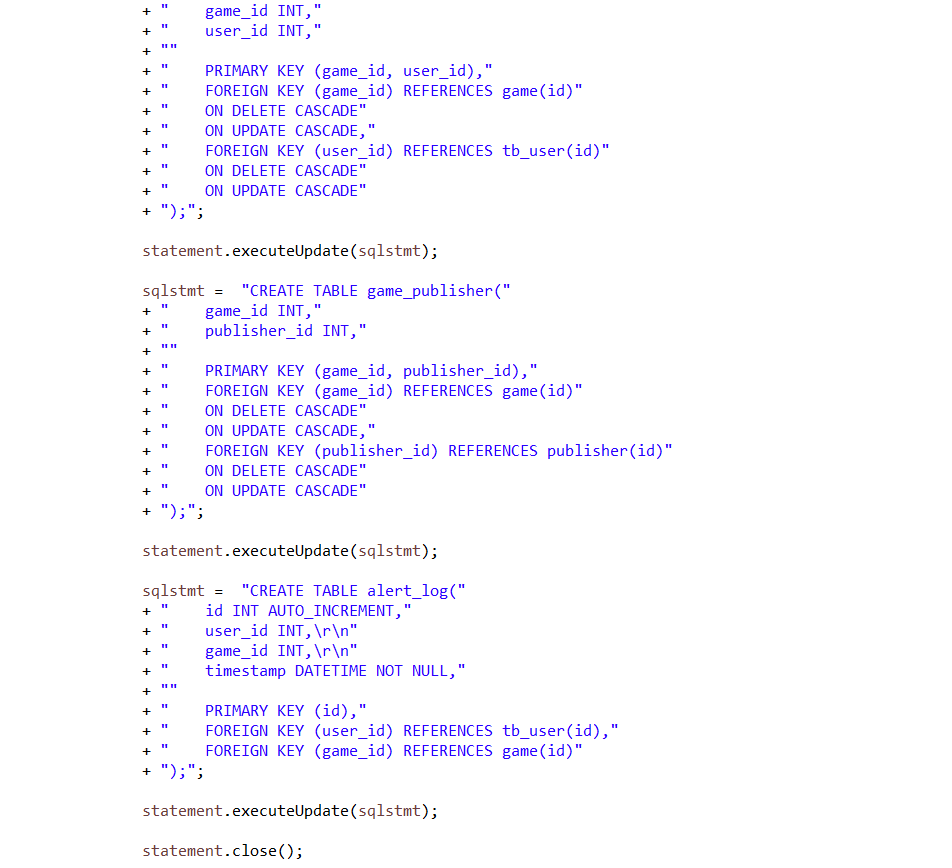 + "    game_id INT,"
+ "    user_id INT,"
+ ""
+ "    PRIMARY KEY (game_id, user_id),"
+ "    FOREIGN KEY (game_id) REFERENCES game(id)"
+ "    ON DELETE CASCADE"
+ "    ON UPDATE CASCADE,"
+ "    FOREIGN KEY (user_id) REFERENCES tb_user(id)"
+ "    ON DELETE CASCADE"
+ "    ON UPDATE CASCADE"
+ ");";
statement.executeUpdate(sqlstmt);
sqlstmt =  "CREATE TABLE game_publisher("
+ "    game_id INT,"
+ "    publisher_id INT,"
+ ""
+ "    PRIMARY KEY (game_id, publisher_id),"
+ "    FOREIGN KEY (game_id) REFERENCES game(id)"
+ "    ON DELETE CASCADE"
+ "    ON UPDATE CASCADE,"
+ "    FOREIGN KEY (publisher_id) REFERENCES publisher(id)"
+ "    ON DELETE CASCADE"
+ "    ON UPDATE CASCADE"
+ ");";
statement.executeUpdate(sqlstmt);
sqlstmt =  "CREATE TABLE alert_log("
+ "    id INT AUTO_INCREMENT,"
+ "    user_id INT,\r\n"
+ "    game_id INT,\r\n"
+ "    timestamp DATETIME NOT NULL,"
+ ""
+ "    PRIMARY KEY (id),"
+ "    FOREIGN KEY (user_id) REFERENCES tb_user(id),"
+ "    FOREIGN KEY (game_id) REFERENCES game(id)"
+ ");";
statement.executeUpdate(sqlstmt);
statement.close();